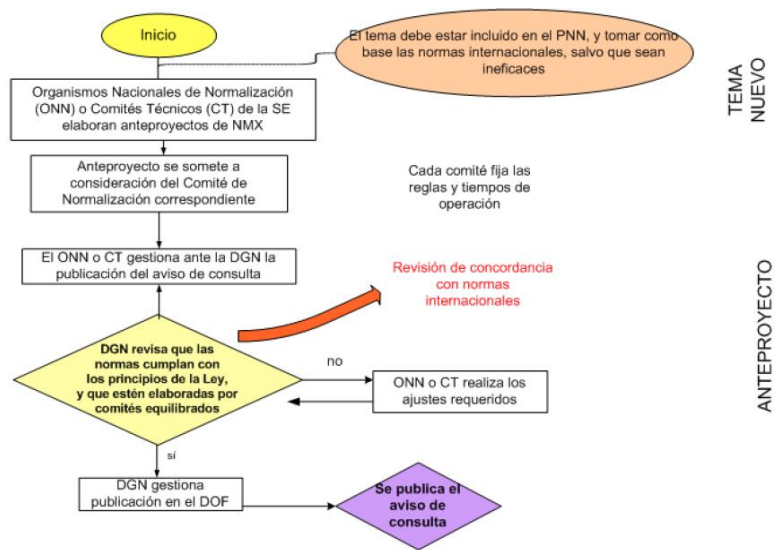 Inicio
El tema debe estar incluido en el PNN, y tomar como
base las normas internacionales, salvo que sean
ineficaces
TEMA
NUEVO
Organismos Nacionales de Normalización
(ONN) o Comités Técnicos (CT) de la SE
elaboran anteproyectos de NMX
Anteproyecto se somete a
consideración del Comité de
Normalización correspondiente
Cada comité fija las
reglas y tiempos de
operación
El ONN o CT gestiona ante la DGN la
publicación del aviso de consulta
Revisión de concordancia
con normas
internacionales
ANTEPROYECTO
DGN revisa que las
normas cumplan con
los principios de la Ley,
y que estén elaboradas por
comités equilibrados
no
ONN o CT realiza los
ajustes requeridos
sí
DGN gestiona
publicación en el DOF
Se publica el
aviso de
consulta